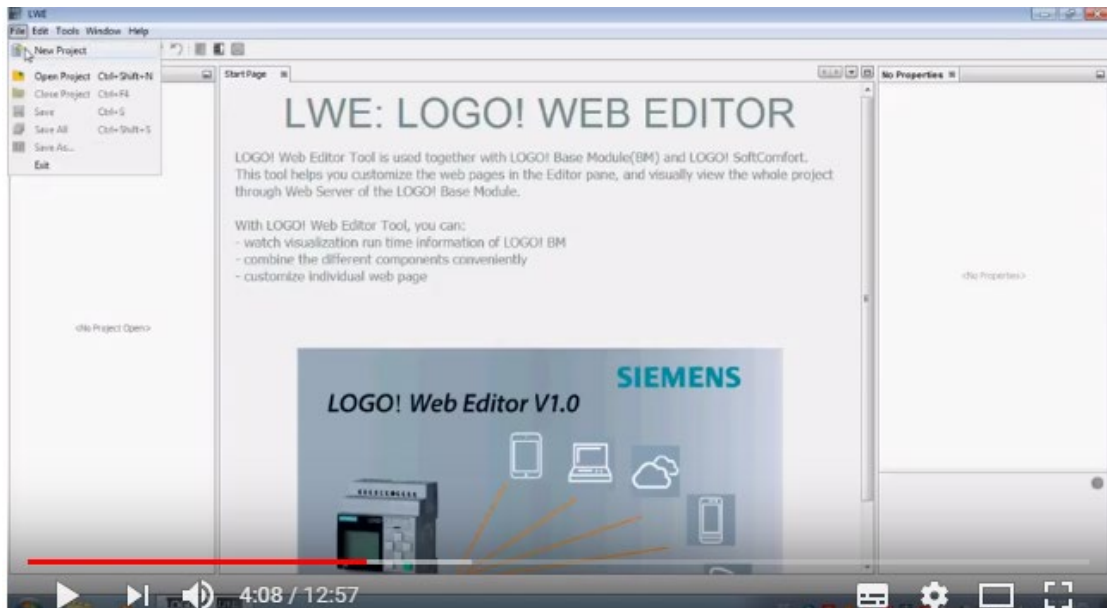 LWE
File Edit Tools Window Help
New Project
Open Project Ctrl+Shift+N
Close Project Ctrl+F4
Save Ctrl+S
Save All Ctrl+Shift+S
Save As...
Exit
Start Page
No Properties
LWE: LOGO! WEB EDITOR
LOGO! Web Editor Tool is used together with LOGO! Base Module(BM) and LOGO! SoftComfort.
This tool helps you customize the web pages in the Editor pane, and visually view the whole project
through Web Server of the LOGO! Base Module.
With LOGO! Web Editor Tool, you can:
- watch visualization run time information of LOGO! BM
- combine the different components conveniently
- customize individual web page
<No Properties>
<No Project Open>
SIEMENS
LOGO! Web Editor V1.0
4:08 / 12:57